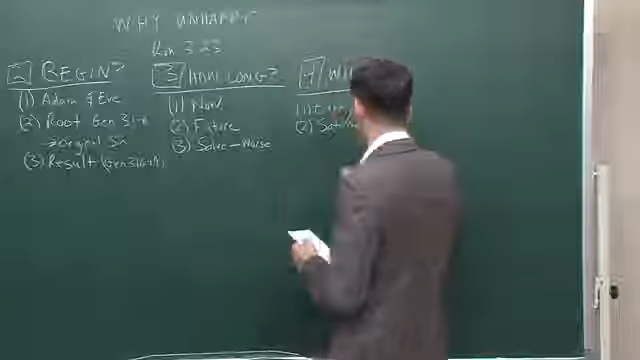 WHY UNHAPPY
Rom 3:23
2 BEGIN?
(1) Adam & Eve
(2) Root Gen 3:1-6
→ Original Sin
(3) Result (Gen 3:16-19)
3 HOW LONG?
(1) Now
(2) Future
(3) Solve - Worse
4
(1)
(2)